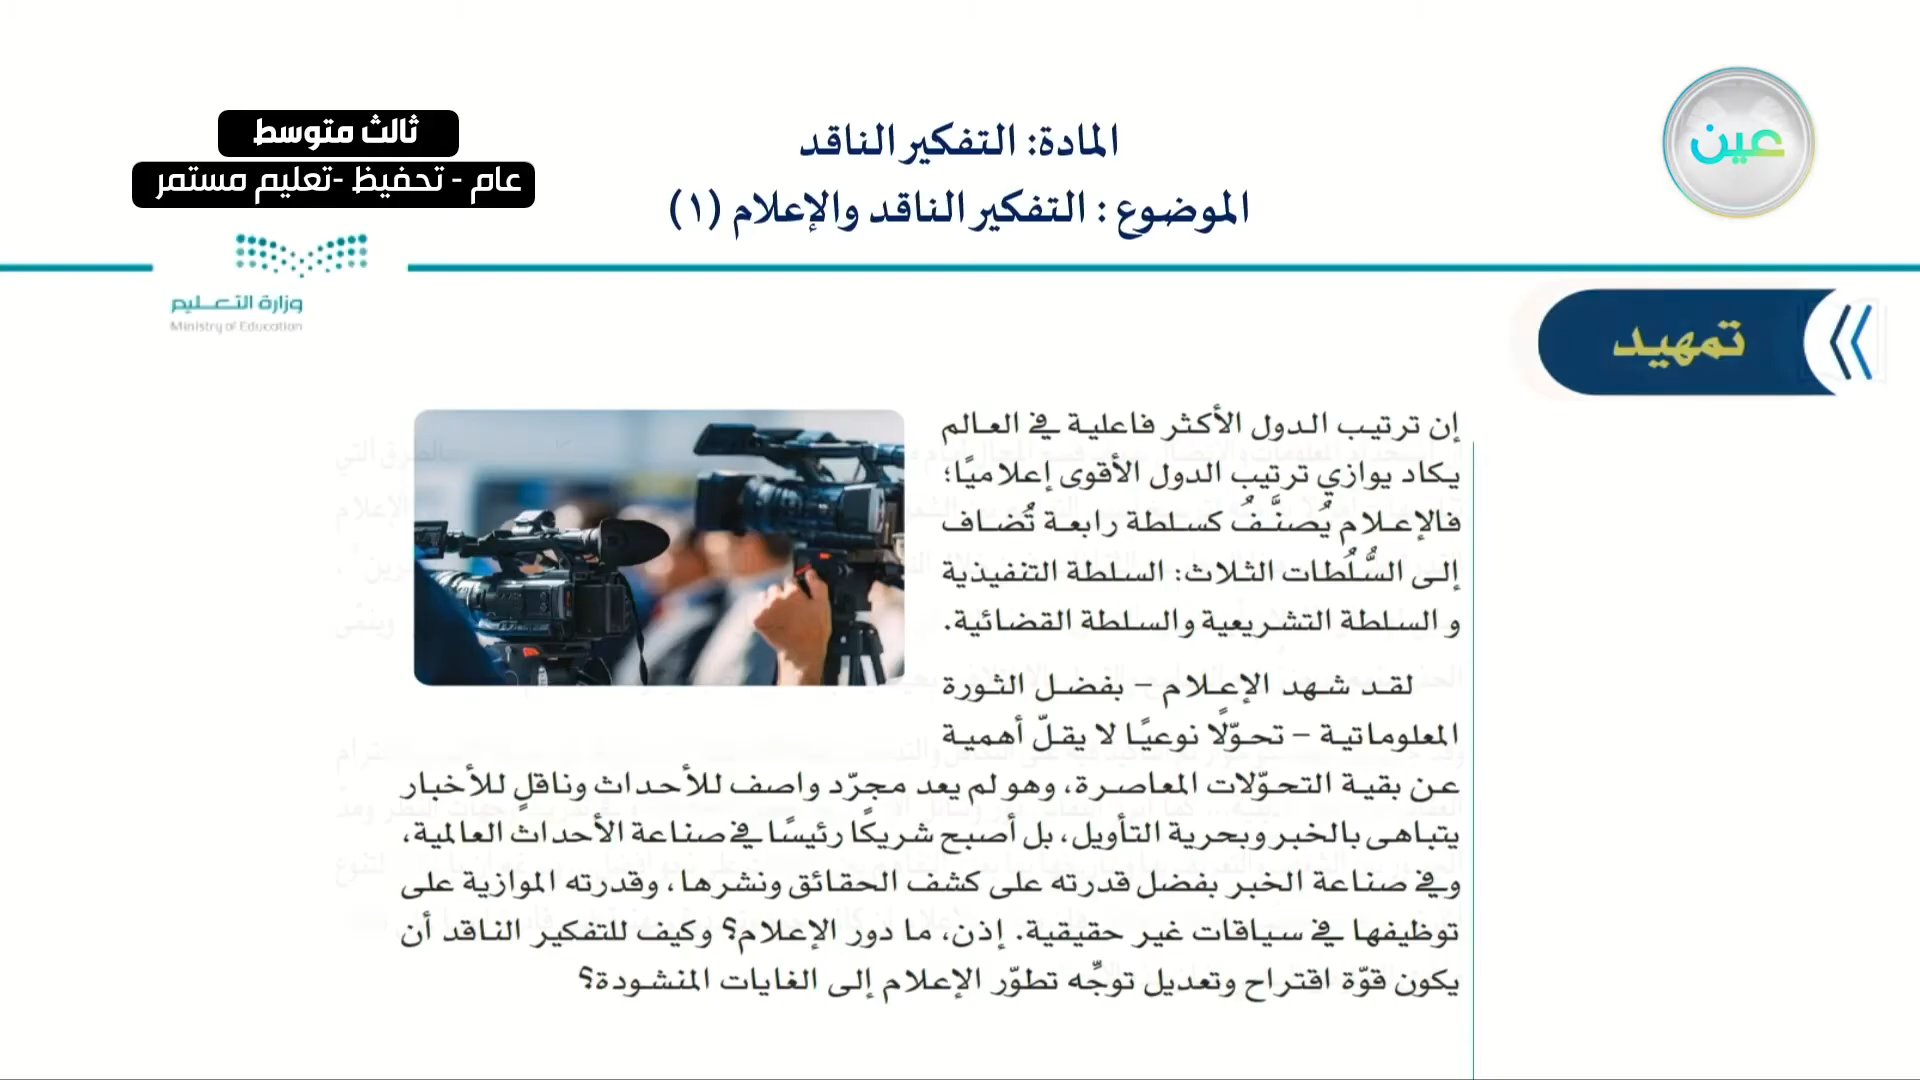 عين
المادة: التفكير الناقد
الموضوع : التفكير الناقد والإعلام (١)
ثالث متوسط
عام - تحفيظ -تعليم مستمر
وزارة التعـــليم
Ministry of Education
تمهيد
إن ترتيب الدول الأكثر فاعلية في العالم
يكاد يوازي ترتيب الدول الأقوى إعلاميًا؛
فالإعلام يُصنَّفُ كسلطة رابعة تُضاف
إلى السُّلُطات الثلاث: السلطة التنفيذية
و السلطة التشريعية والسلطة القضائية.
لقد شهد الإعلام – بفضل الثورة
المعلوماتية – تحوّلًا نوعيًا لا يقلّ أهمية
عن بقية التحوّلات المعاصرة، وهو لم يعد مجرّد واصف للأحداث وناقلٍ للأخبار
يتباهى بالخبر وبحرية التأويل، بل أصبح شريكًا رئيسًا في صناعة الأحداث العالمية،
وفي صناعة الخبر بفضل قدرته على كشف الحقائق ونشرها، وقدرته الموازية على
توظيفها في سياقات غير حقيقية. إذن، ما دور الإعلام؟ وكيف للتفكير الناقد أن
يكون قوّة اقتراح وتعديل توجِّه تطوّر الإعلام إلى الغايات المنشودة؟